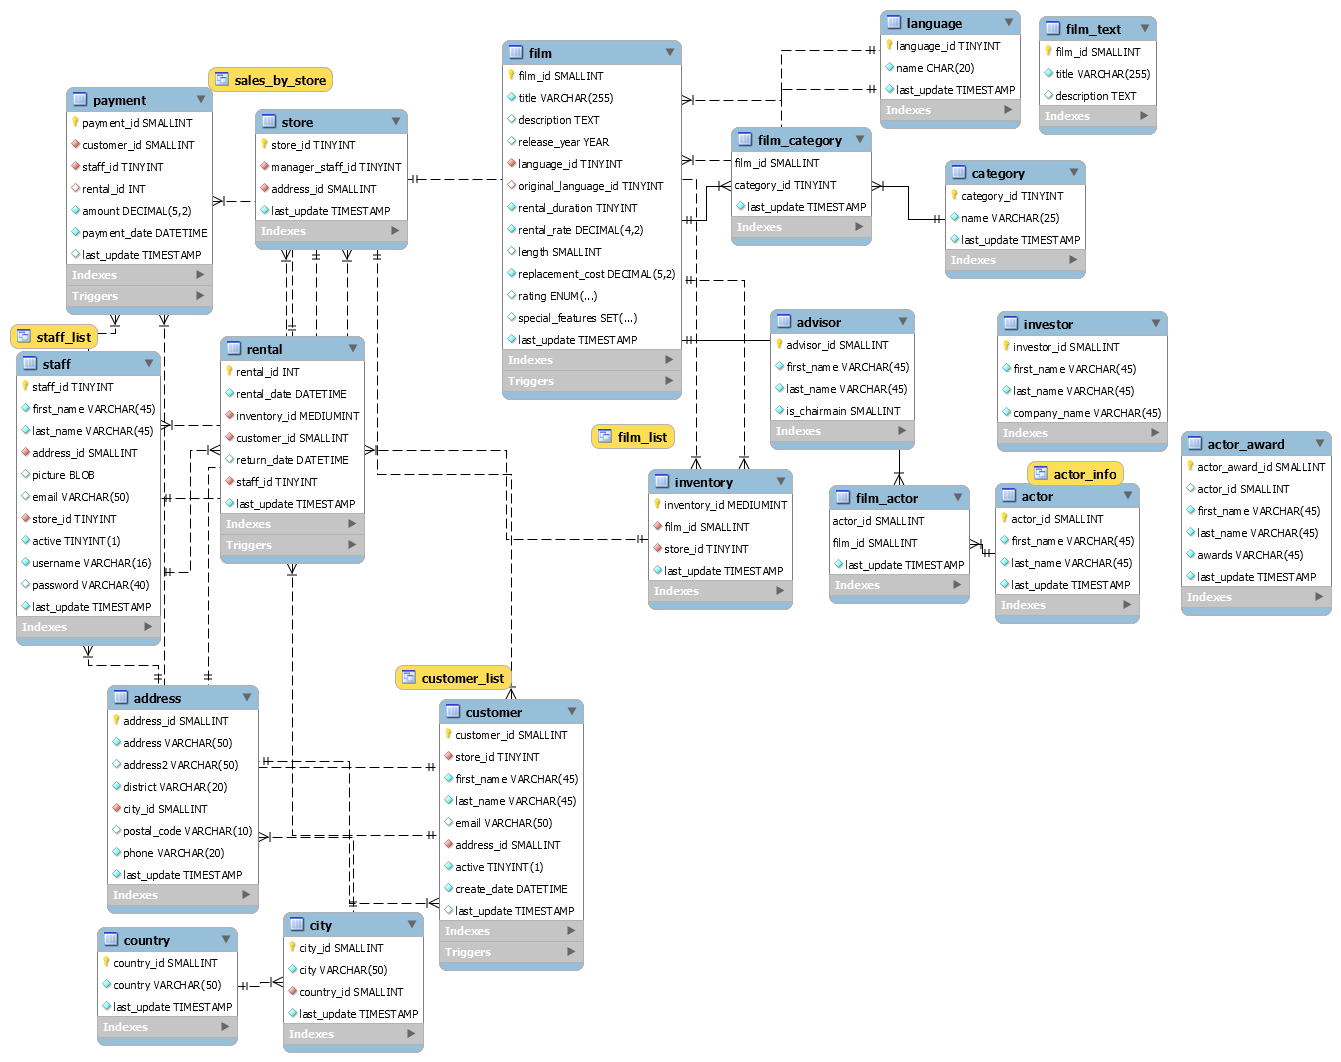 sales_by_store
payment
payment_id SMALLINT
customer_id SMALLINT
staff_id TINYINT
rental_id INT
amount DECIMAL(5,2)
payment_date DATETIME
last_update TIMESTAMP
Indexes
Triggers
store
store_id TINYINT
manager_staff_id TINYINT
address_id SMALLINT
last_update TIMESTAMP
Indexes
film
film_id SMALLINT
title VARCHAR(255)
description TEXT
release_year YEAR
language_id TINYINT
original_language_id TINYINT
rental_duration TINYINT
rental_rate DECIMAL(4,2)
length SMALLINT
replacement_cost DECIMAL(5,2)
rating ENUM(...)
special_features SET(...)
last_update TIMESTAMP
Indexes
Triggers
language
language_id TINYINT
name CHAR(20)
last_update TIMESTAMP
Indexes
film_text
film_id SMALLINT
title VARCHAR(255)
description TEXT
Indexes
film_category
film_id SMALLINT
category_id TINYINT
last_update TIMESTAMP
Indexes
category
category_id TINYINT
name VARCHAR(25)
last_update TIMESTAMP
Indexes
staff_list
staff
staff_id TINYINT
first_name VARCHAR(45)
last_name VARCHAR(45)
address_id SMALLINT
picture BLOB
email VARCHAR(50)
store_id TINYINT
active TINYINT(1)
username VARCHAR(16)
password VARCHAR(40)
last_update TIMESTAMP
Indexes
rental
rental_id INT
rental_date DATETIME
inventory_id MEDIUMINT
customer_id SMALLINT
return_date DATETIME
staff_id TINYINT
last_update TIMESTAMP
Indexes
Triggers
advisor
advisor_id SMALLINT
first_name VARCHAR(45)
last_name VARCHAR(45)
is_chairmain SMALLINT
Indexes
investor
investor_id SMALLINT
first_name VARCHAR(45)
last_name VARCHAR(45)
company_name VARCHAR(45)
Indexes
film_list
inventory
inventory_id MEDIUMINT
film_id SMALLINT
store_id TINYINT
last_update TIMESTAMP
Indexes
film_actor
actor_id SMALLINT
film_id SMALLINT
last_update TIMESTAMP
Indexes
actor_info
actor
actor_id SMALLINT
first_name VARCHAR(45)
last_name VARCHAR(45)
last_update TIMESTAMP
Indexes
actor_award
actor_award_id SMALLINT
actor_id SMALLINT
first_name VARCHAR(45)
last_name VARCHAR(45)
awards VARCHAR(45)
last_update TIMESTAMP
Indexes
address
address_id SMALLINT
address VARCHAR(50)
address2 VARCHAR(50)
district VARCHAR(20)
city_id SMALLINT
postal_code VARCHAR(10)
phone VARCHAR(20)
last_update TIMESTAMP
Indexes
customer_list
customer
customer_id SMALLINT
store_id TINYINT
first_name VARCHAR(45)
last_name VARCHAR(45)
email VARCHAR(50)
address_id SMALLINT
active TINYINT(1)
create_date DATETIME
last_update TIMESTAMP
Indexes
Triggers
country
country_id SMALLINT
country VARCHAR(50)
last_update TIMESTAMP
Indexes
city
city_id SMALLINT
city VARCHAR(50)
country_id SMALLINT
last_update TIMESTAMP
Indexes